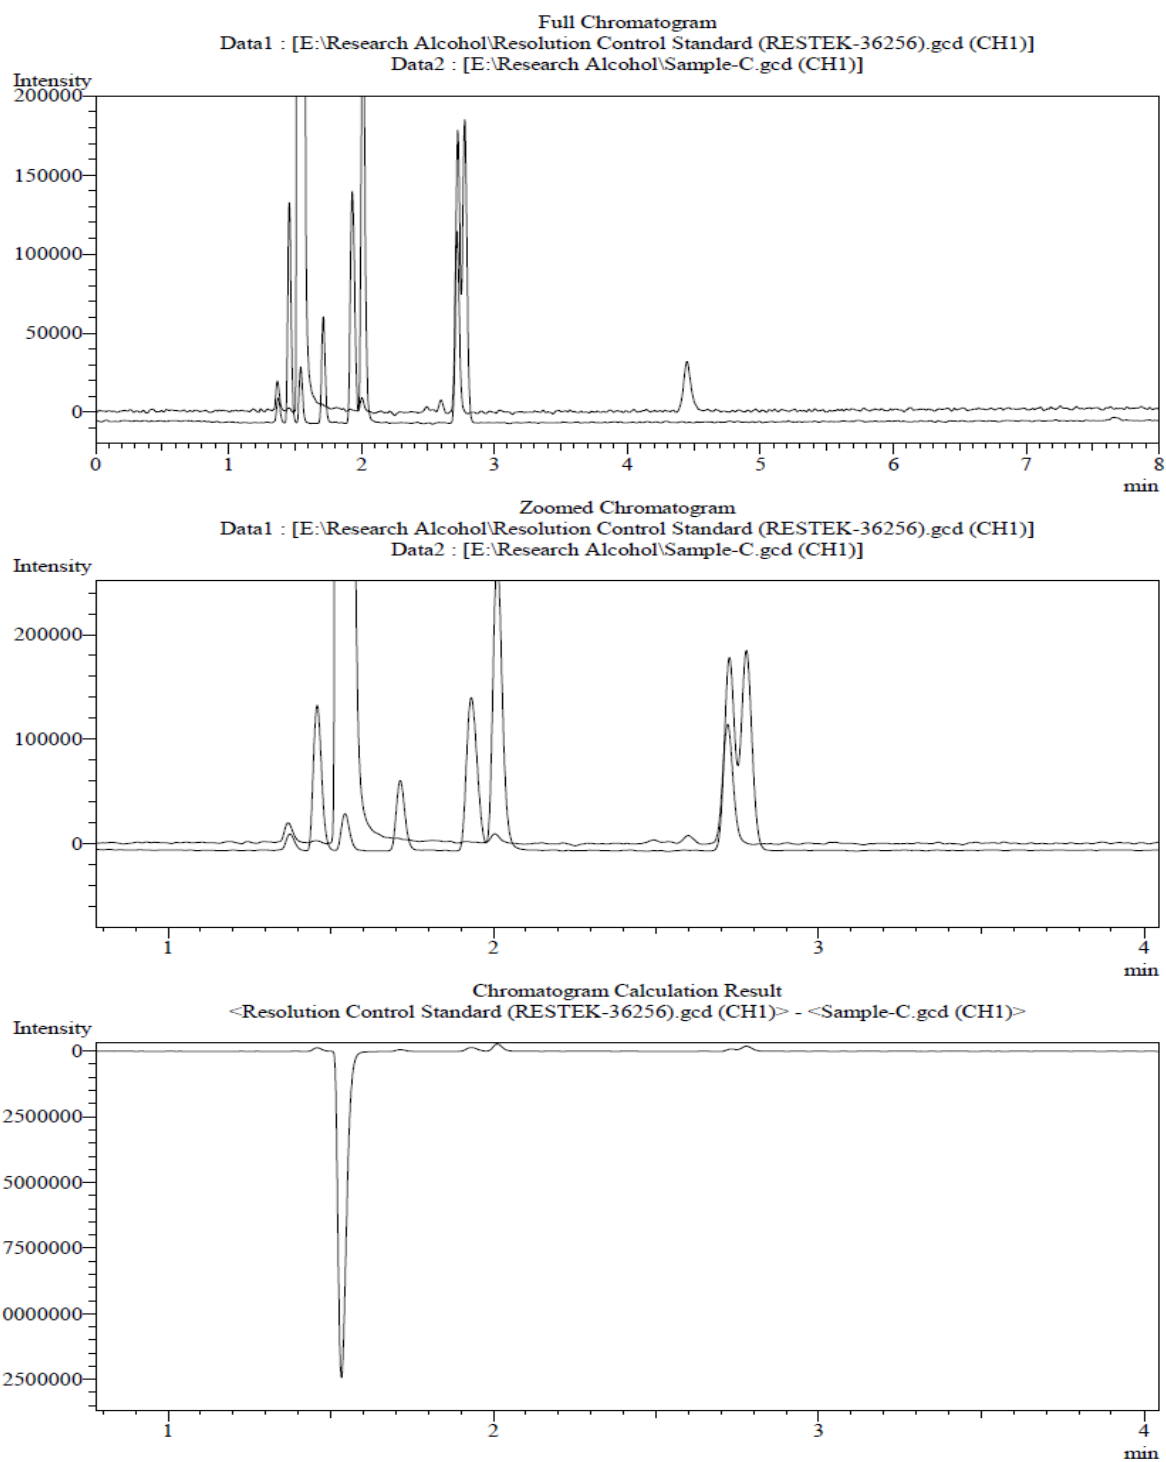 Full Chromatogram
Data1 : [E:\Research Alcohol\Resolution Control Standard (RESTEK-36256).gcd (CH1)]
Data2 : [E:\Research Alcohol\Sample-C.gcd (CH1)]
Intensity
200000
150000
100000
50000
0
0 1 2 3 4 5 6 7 8
min
Zoomed Chromatogram
Data1 : [E:\Research Alcohol\Resolution Control Standard (RESTEK-36256).gcd (CH1)]
Data2 : [E:\Research Alcohol\Sample-C.gcd (CH1)]
Intensity
200000
100000
0
1 2 3 4
min
Chromatogram Calculation Result
<Resolution Control Standard (RESTEK-36256).gcd (CH1)> - <Sample-C.gcd (CH1)>
Intensity
0
2500000
5000000
7500000
0000000
2500000
1 2 3 4
min